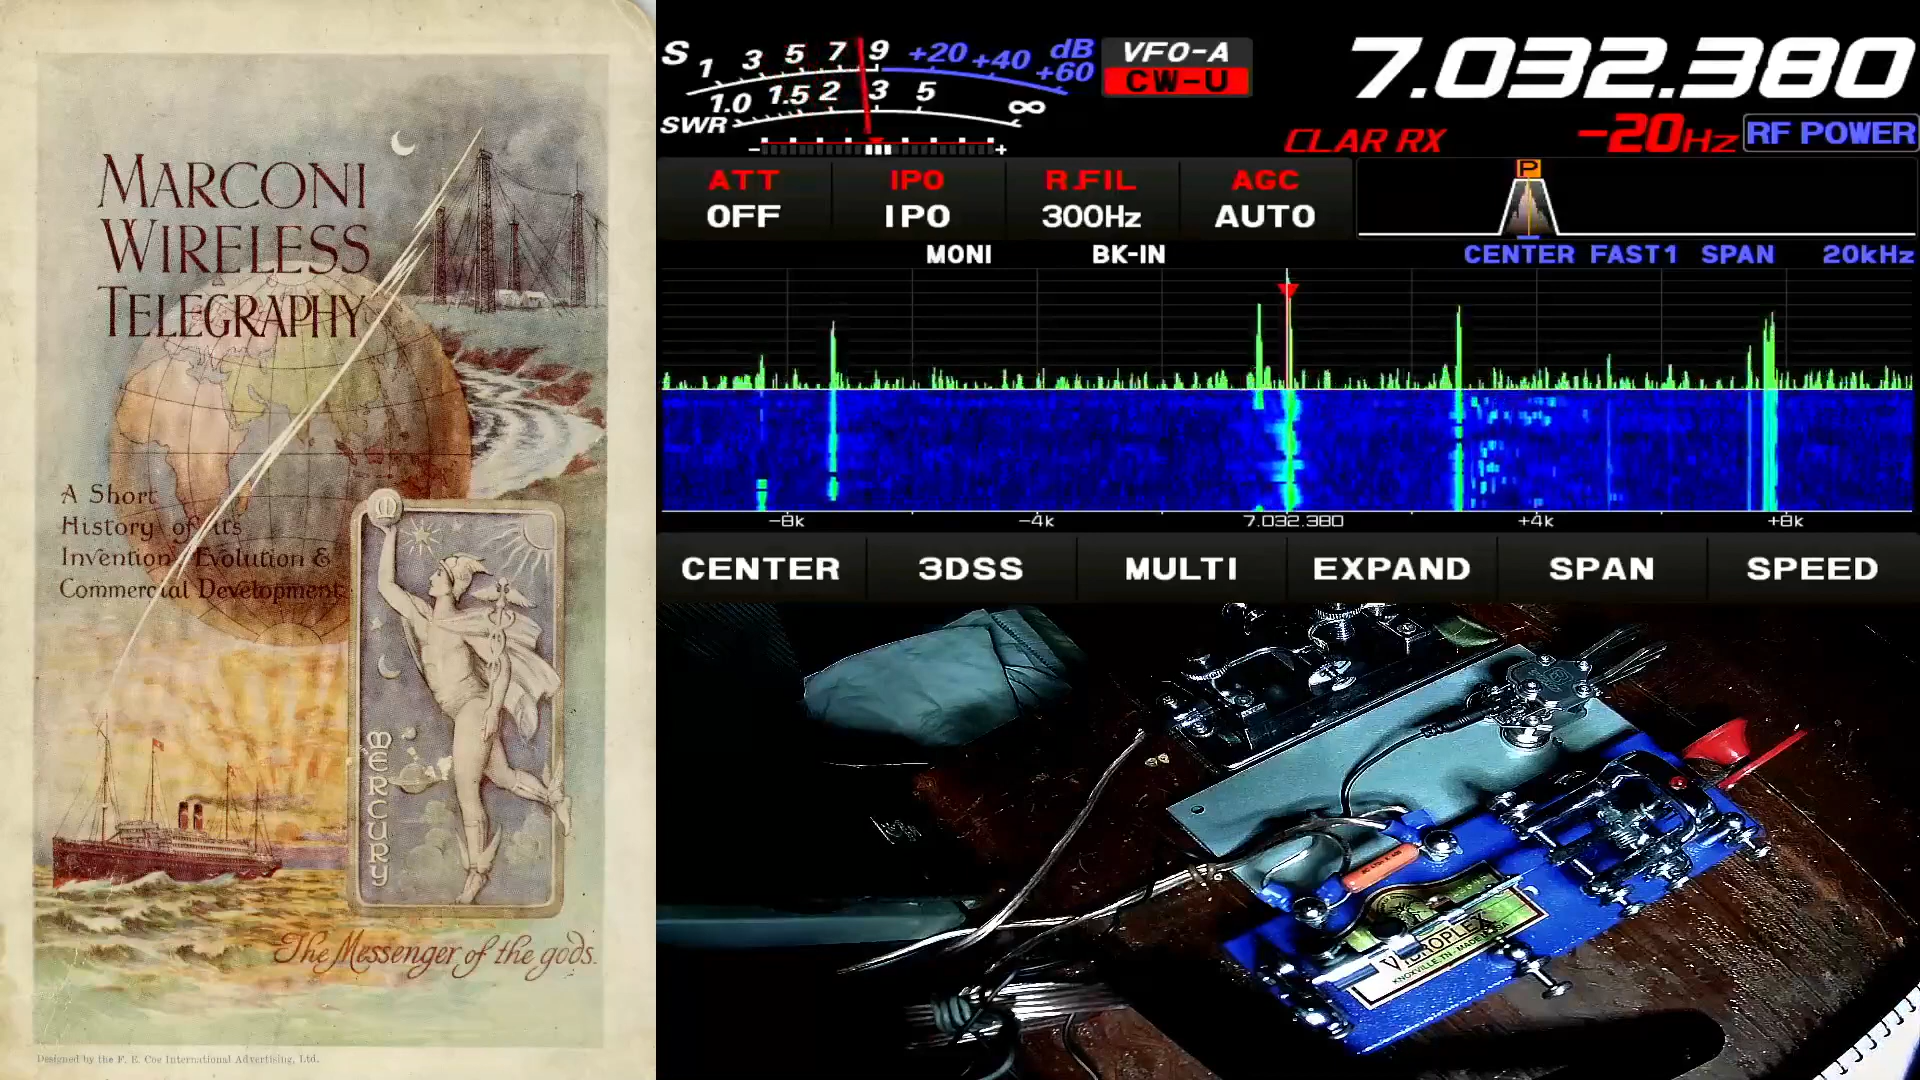 MARCONI
WIRELESS
TELEGRAPHY
A Short
History of its
Invention, Evolution &
Commercial Development.
MERCURY
The Messenger of the gods.
Designed by the F. E. Coe International Advertising, Ltd.
S 1 3 5 7 9 +20 +40 +60 dB
1.0 1.5 2 3 5 ∞
SWR
- +
VFO-A
CW-U
7.032.380
CLAR RX -20Hz RF POWER
ATT IPO R.FIL AGC
OFF IPO 300Hz AUTO
P
MONI BK-IN
CENTER FAST1 SPAN 20kHz
-8k -4k 7.032.380 +4k +8k
CENTER 3DSS MULTI EXPAND SPAN SPEED
VIBROPLEX
KNOXVILLE, TN - MADE IN USA